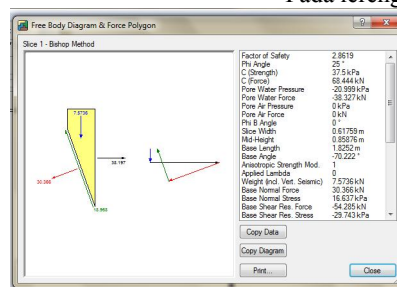 Pada lereng
Free Body Diagram & Force Polygon
Slice 1 - Bishop Method
7.5736
38.197
30.366
18.968
Factor of Safety 2.8619
Phi Angle 25 °
C (Strength) 37.5 kPa
C (Force) 68.444 kN
Pore Water Pressure -20.999 kPa
Pore Water Force -38.327 kN
Pore Air Pressure 0 kPa
Pore Air Force 0 kN
Phi B Angle 0 °
Slice Width 0.61759 m
Mid-Height 0.85876 m
Base Length 1.8252 m
Base Angle -70.222 °
Anisotropic Strength Mod. 1
Applied Lambda 0
Weight (incl. Vert. Seismic) 7.5736 kN
Base Normal Force 30.366 kN
Base Normal Stress 16.637 kPa
Base Shear Res. Force -54.285 kN
Base Shear Res. Stress -29.743 kPa
Copy Data
Copy Diagram
Print...
Close